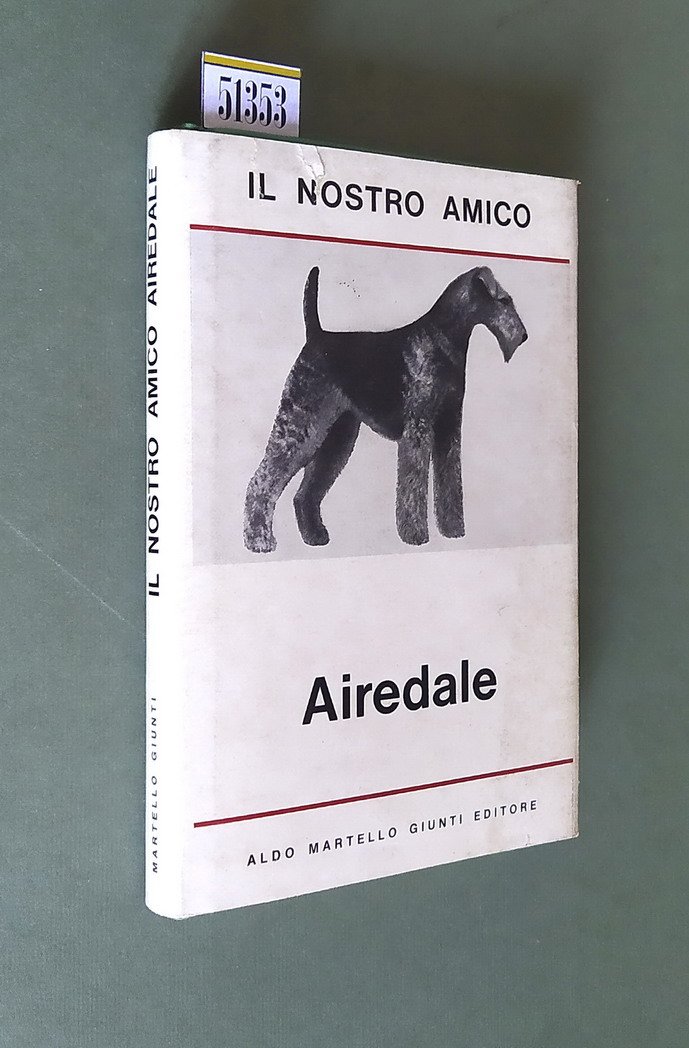 51353
IL NOSTRO AMICO
Airedale
ALDO MARTELLO GIUNTI EDITORE
IL NOSTRO AMICO AIREDALE
MARTELLO GIUNTI